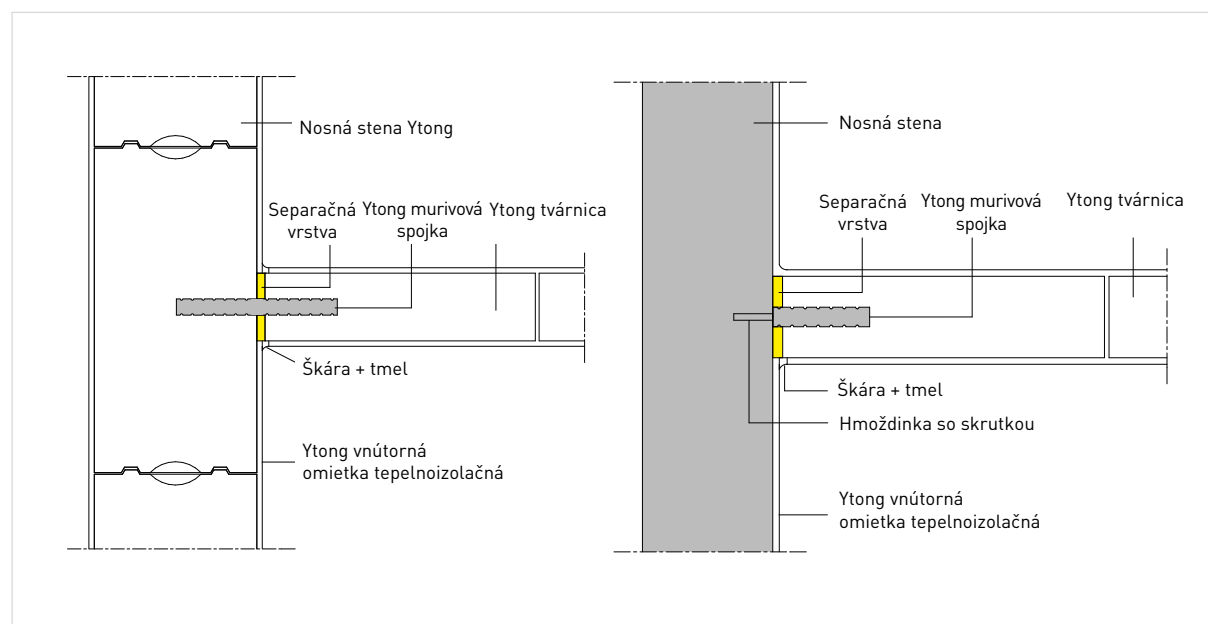 Nosná stena Ytong
Separačná
vrstva
Ytong murivová
spojka
Ytong tvárnica
Škára + tmel
Ytong vnútorná
omietka tepelnoizolačná
Nosná stena
Separačná
vrstva
Ytong murivová
spojka
Ytong tvárnica
Škára + tmel
Hmoždinka so skrutkou
Ytong vnútorná
omietka tepelnoizolačná